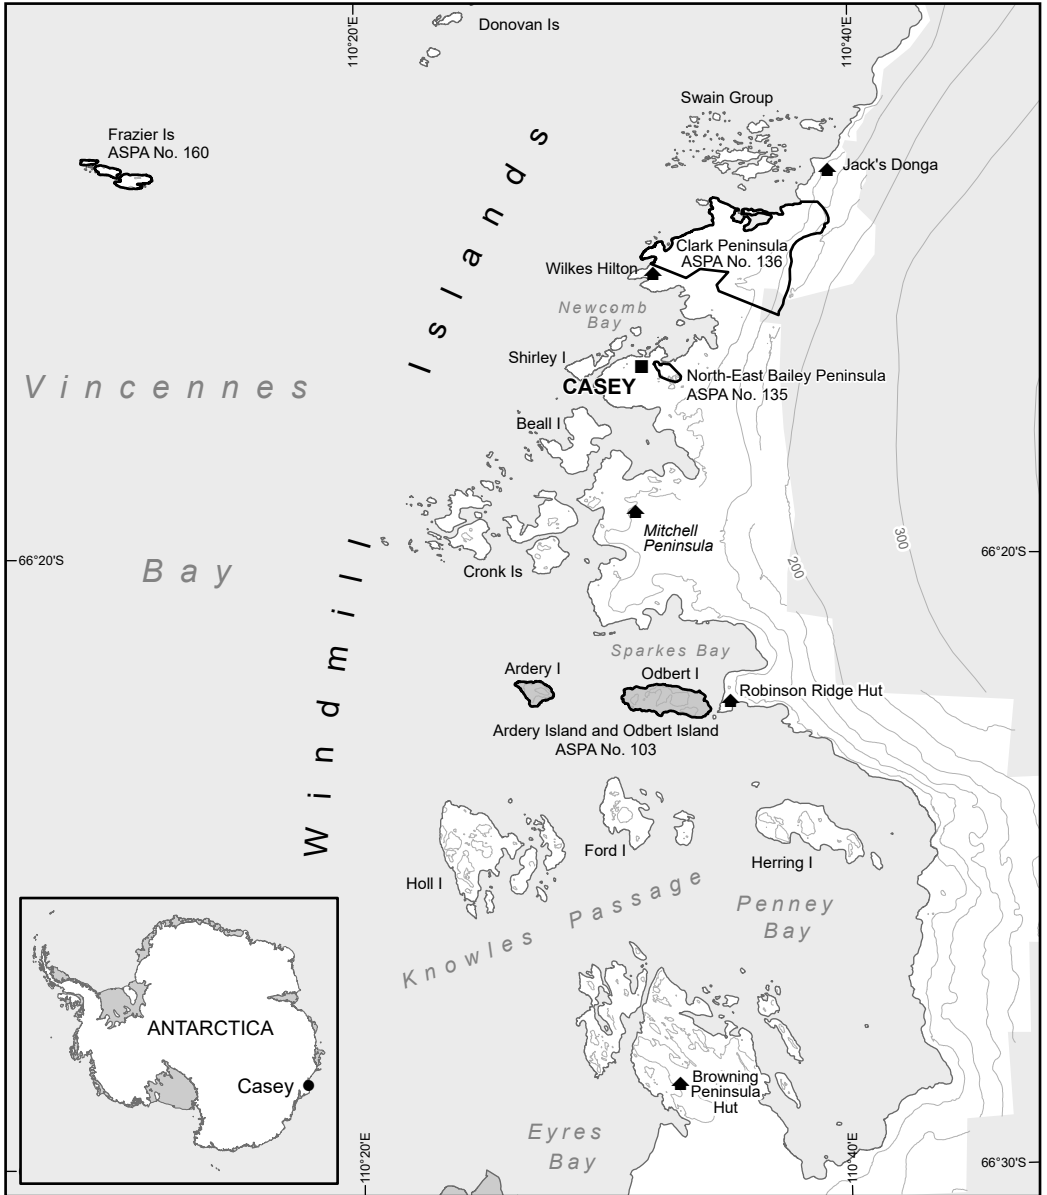 Donovan Is
110°20'E
110°40'E
Swain Group
Frazier Is
ASPA No. 160
Jack's Donga
Clark Peninsula
ASPA No. 136
Wilkes Hilton
Newcomb
Bay
Shirley I
CASEY
North-East Bailey Peninsula
ASPA No. 135
Vincennes
Bay
Windmill Islands
Beall I
Mitchell
Peninsula
Cronk Is
300
200
66°20'S
66°20'S
Sparkes Bay
Ardery I
Odbert I
Robinson Ridge Hut
Ardery Island and Odbert Island
ASPA No. 103
Ford I
Herring I
Holl I
Knowles Passage
Penney
Bay
ANTARCTICA
Casey
Browning
Peninsula
Hut
Eyres
Bay
110°20'E
110°40'E
66°30'S